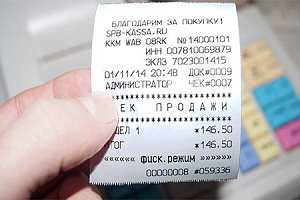 БЛАГОДАРИМ ЗА ПОКУПКУ!
SPB-KASSA.RU
ККМ WAB 08RK №14000101
ИНН 007810069879
ЭКЛЗ 7023001415
01/11/14 20:48 ДОК#0009
АДМИНИСТРАТОР ЧЕК#0007
ЕК ПРОДАЖИ
ДЕЛ 1 *146.50
ТОГ *146.50
«««««« Фиск.режим »»»»»
00000008 #059336